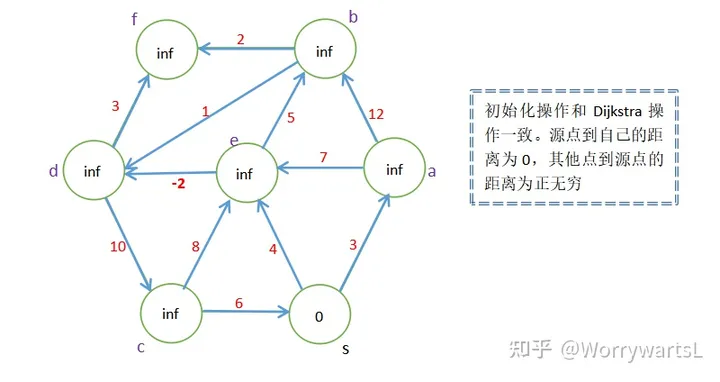 f
b
inf
2
inf
3
1
12
e
5
d
inf
-2
inf
7
inf
a
10
8
4
3
inf
6
0
c
s
初始化操作和 Dijkstra 操
作一致。源点到自己的距
离为 0，其他点到源点的
距离为正无穷
知乎 @WorrywartsL